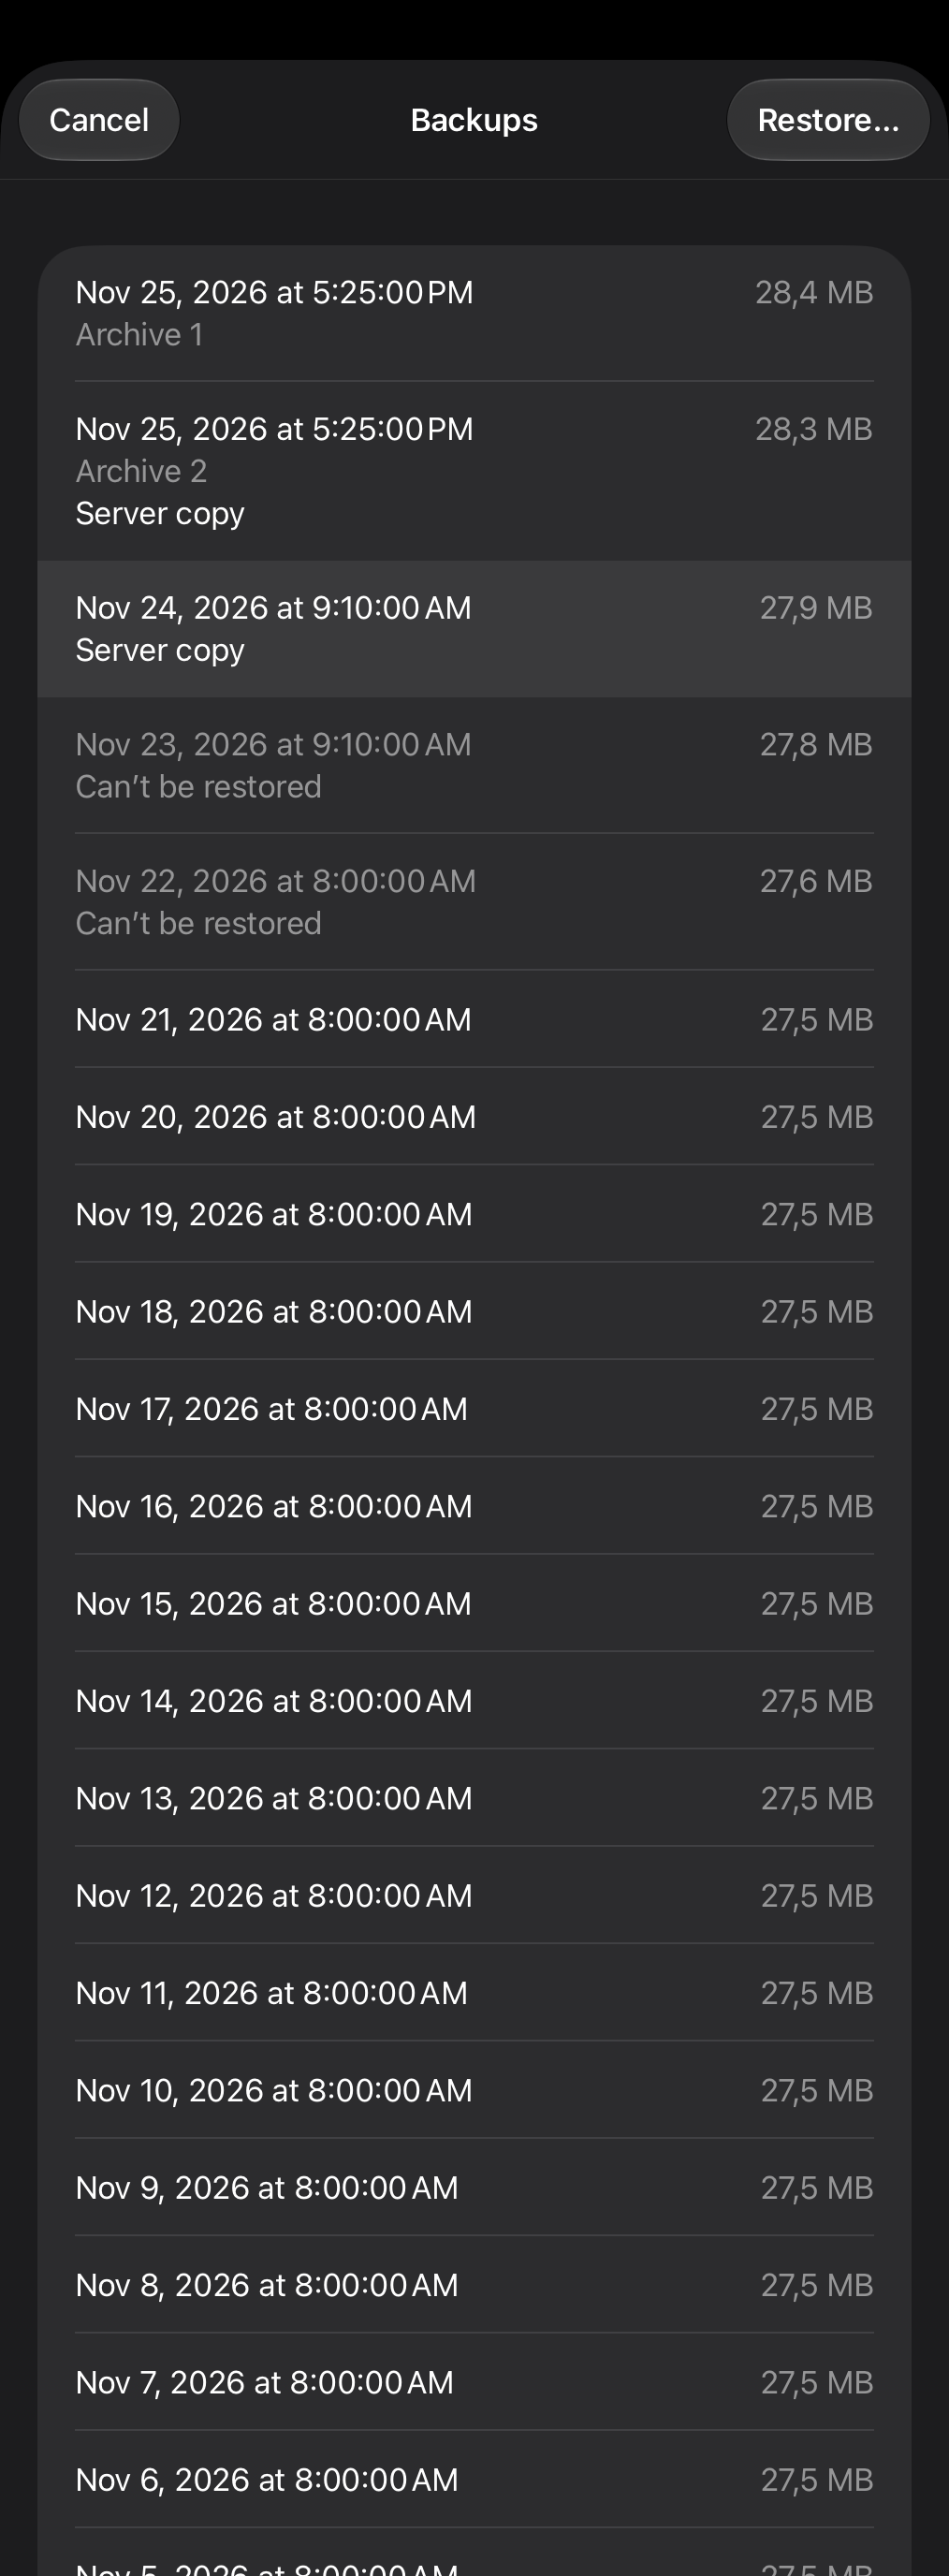 Cancel
Backups
Restore...
Nov 25, 2026 at 5:25:00 PM
28,4 MB
Archive 1
Nov 25, 2026 at 5:25:00 PM
28,3 MB
Archive 2
Server copy
Nov 24, 2026 at 9:10:00 AM
27,9 MB
Server copy
Nov 23, 2026 at 9:10:00 AM
27,8 MB
Can’t be restored
Nov 22, 2026 at 8:00:00 AM
27,6 MB
Can’t be restored
Nov 21, 2026 at 8:00:00 AM
27,5 MB
Nov 20, 2026 at 8:00:00 AM
27,5 MB
Nov 19, 2026 at 8:00:00 AM
27,5 MB
Nov 18, 2026 at 8:00:00 AM
27,5 MB
Nov 17, 2026 at 8:00:00 AM
27,5 MB
Nov 16, 2026 at 8:00:00 AM
27,5 MB
Nov 15, 2026 at 8:00:00 AM
27,5 MB
Nov 14, 2026 at 8:00:00 AM
27,5 MB
Nov 13, 2026 at 8:00:00 AM
27,5 MB
Nov 12, 2026 at 8:00:00 AM
27,5 MB
Nov 11, 2026 at 8:00:00 AM
27,5 MB
Nov 10, 2026 at 8:00:00 AM
27,5 MB
Nov 9, 2026 at 8:00:00 AM
27,5 MB
Nov 8, 2026 at 8:00:00 AM
27,5 MB
Nov 7, 2026 at 8:00:00 AM
27,5 MB
Nov 6, 2026 at 8:00:00 AM
27,5 MB
Nov 5, 2026 at 8:00:00 AM
27,5 MB